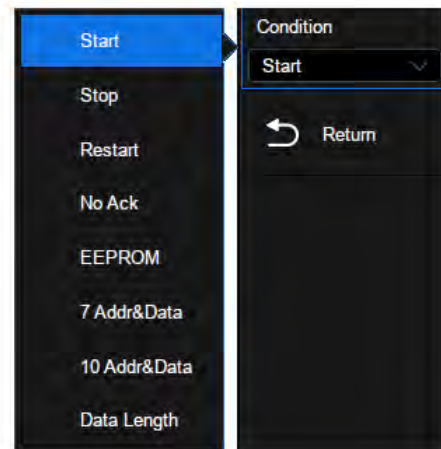 Start
Stop
Restart
No Ack
EEPROM
7 Addr&Data
10 Addr&Data
Data Length
Condition
Start
Return